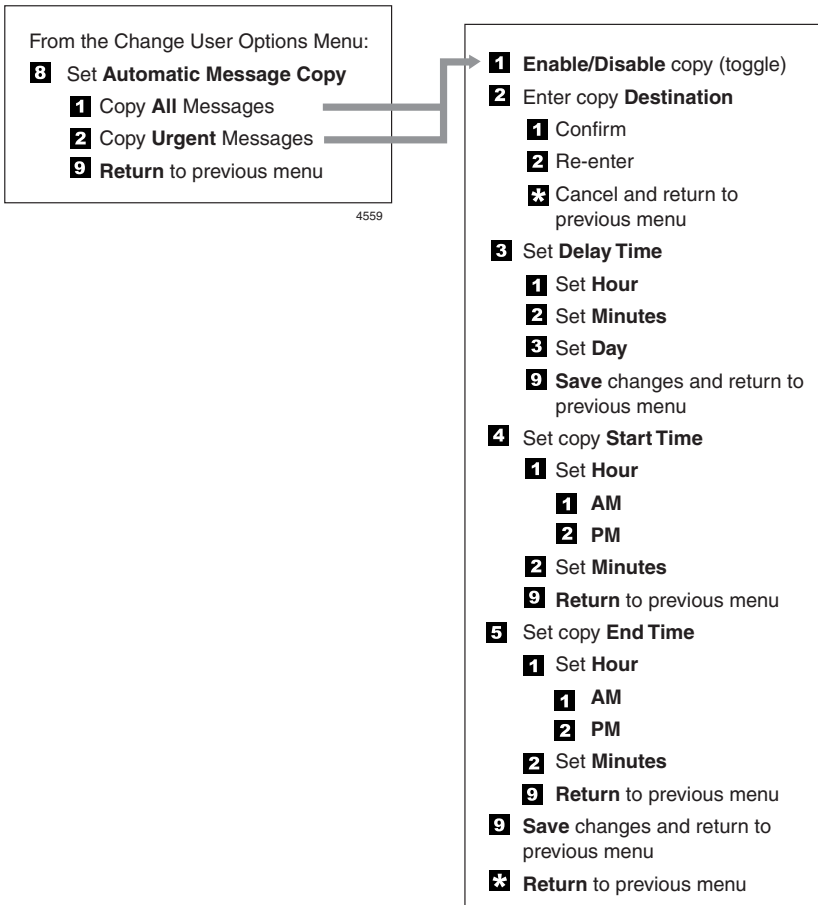 From the Change User Options Menu:
8 Set Automatic Message Copy
1 Copy All Messages
2 Copy Urgent Messages
9 Return to previous menu
4559
1 Enable/Disable copy (toggle)
2 Enter copy Destination
1 Confirm
2 Re-enter
* Cancel and return to
previous menu
3 Set Delay Time
1 Set Hour
2 Set Minutes
3 Set Day
9 Save changes and return to
previous menu
4 Set copy Start Time
1 Set Hour
1 AM
2 PM
2 Set Minutes
9 Return to previous menu
5 Set copy End Time
1 Set Hour
1 AM
2 PM
2 Set Minutes
9 Return to previous menu
9 Save changes and return to
previous menu
* Return to previous menu